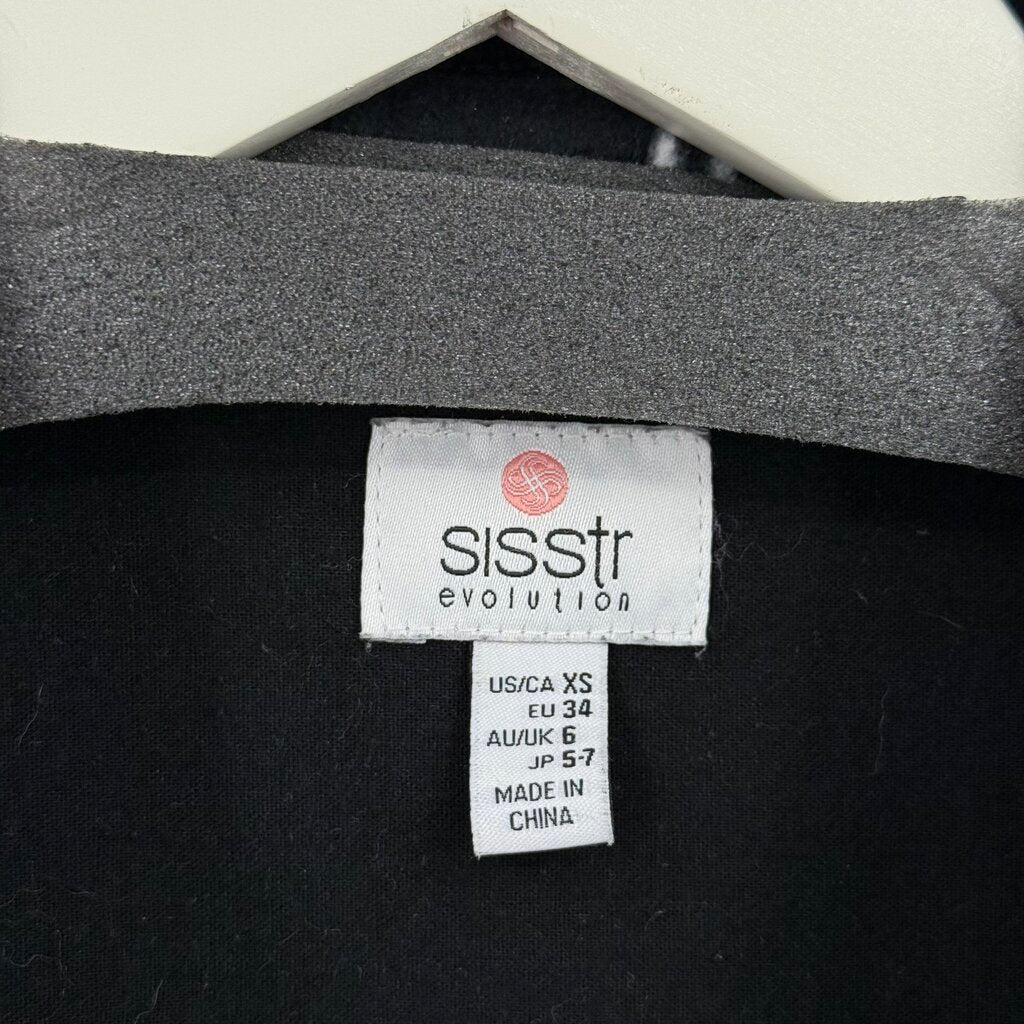 sisstr
evolution
US/CA XS
EU 34
AU/UK 6
JP 5-7
MADE IN
CHINA